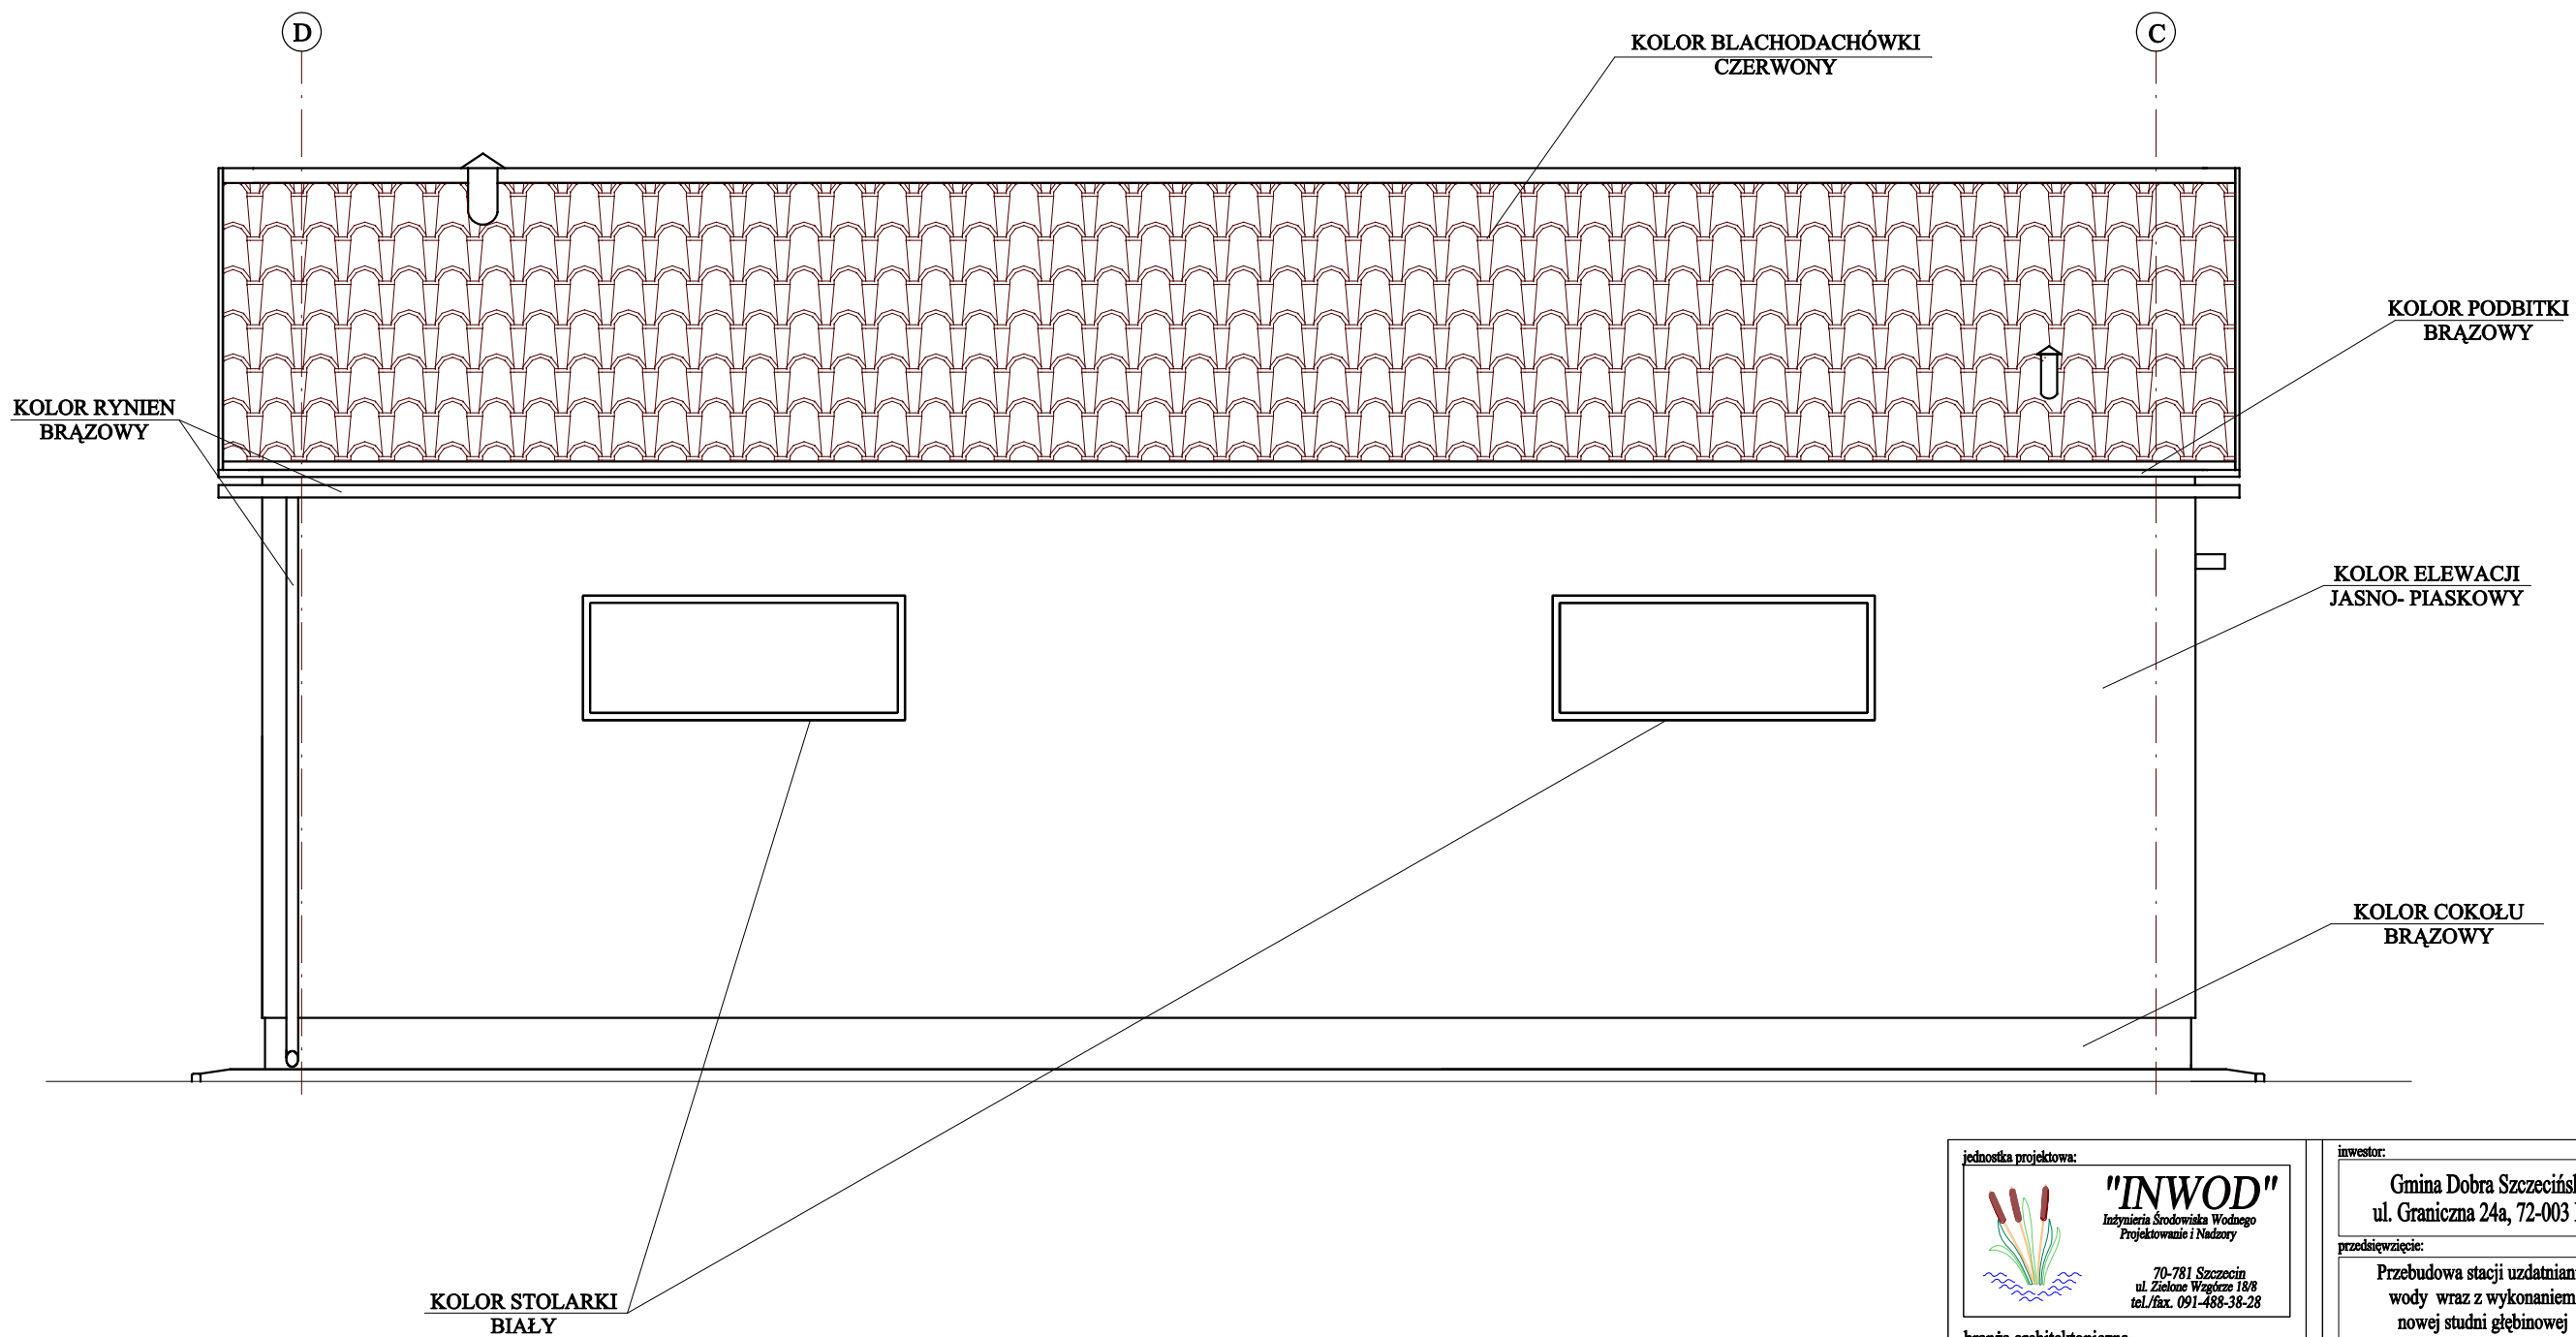 D
C
KOLOR BLACHODACHÓWKI
CZERWONY
KOLOR PODBITKI
BRĄZOWY
KOLOR RYNIEN
BRĄZOWY
KOLOR ELEWACJI
JASNO- PIASKOWY
KOLOR COKOŁU
BRĄZOWY
KOLOR STOLARKI
BIAŁY
jednostka projektowa:
"INWOD"
Inżynieria Środowiska Wodnego
Projektowanie i Nadzory
70-781 Szczecin
ul. Zielone Wzgórze 18/8
tel./fax. 091-488-38-28
inwestor:
Gmina Dobra
ul. Graniczna 24a, 72-003
przedsięwzięcie:
Przebudowa stacji
wody wraz z wykonaniem
nowej studni głębinowej